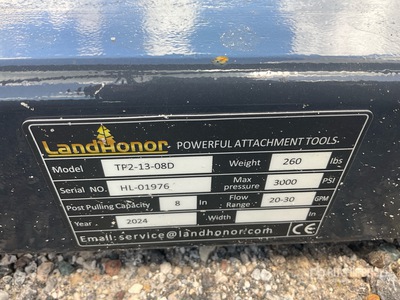 LandHonor POWERFUL ATTACHMENT TOOLS
Model TP2-13-08D Weight 260 lbs
Serial NO. HL-01976 Max pressure 3000 PSI
Post Pulling Capacity 8 In Flow Range 20-30 GPM
Year 2024 Width In
Email:service@landhonor.com CE